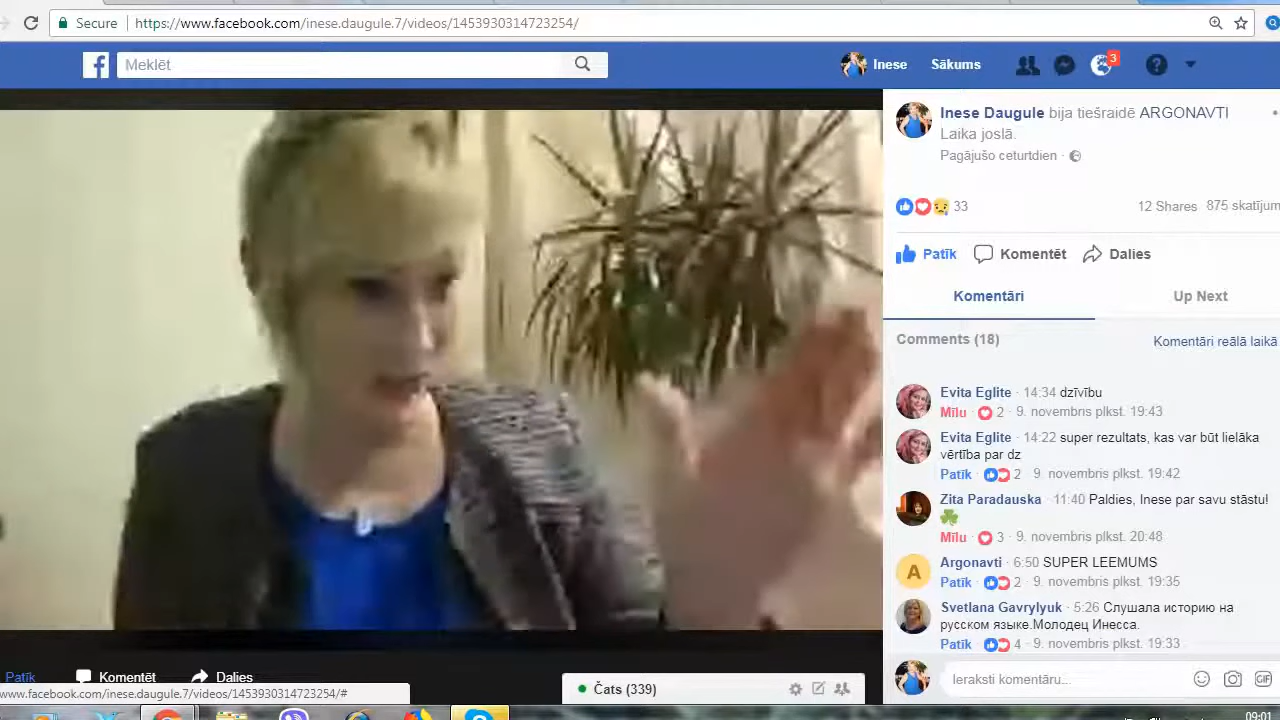 Secure https://www.facebook.com/inese.daugule.7/videos/1453930314723254/
Meklēt
Inese Sākums 3
Inese Daugule bija tiešraidē ARGONAVTI
Laika joslā.
Pagājušo ceturtdien ·
33 12 Shares 875 skatījum
Patīk Komentēt Dalies
Komentāri Up Next
Comments (18) Komentāri reālā laikā
Evita Eglite · 14:34 dzīvību
Mīlu · 2 · 9. novembris plkst. 19:43
Evita Eglite · 14:22 super rezultats, kas var būt lielāka
vērtība par dz
Patīk · 2 · 9. novembris plkst. 19:42
Zita Paradauska · 11:40 Paldies, Inese par savu stāstu!
Mīlu · 3 · 9. novembris plkst. 20:48
A
Argonavti · 6:50 SUPER LEEMUMS
Patīk · 2 · 9. novembris plkst. 19:35
Svetlana Gavrylyuk · 5:26 Слушала историю на
русском языке.Молодец Инесса.
Patīk · 4 · 9. novembris plkst. 19:33
Ieraksti komentāru... GIF
Patīk Komentēt Dalies
Čats (339)
www.facebook.com/inese.daugule.7/videos/1453930314723254/#
09:01